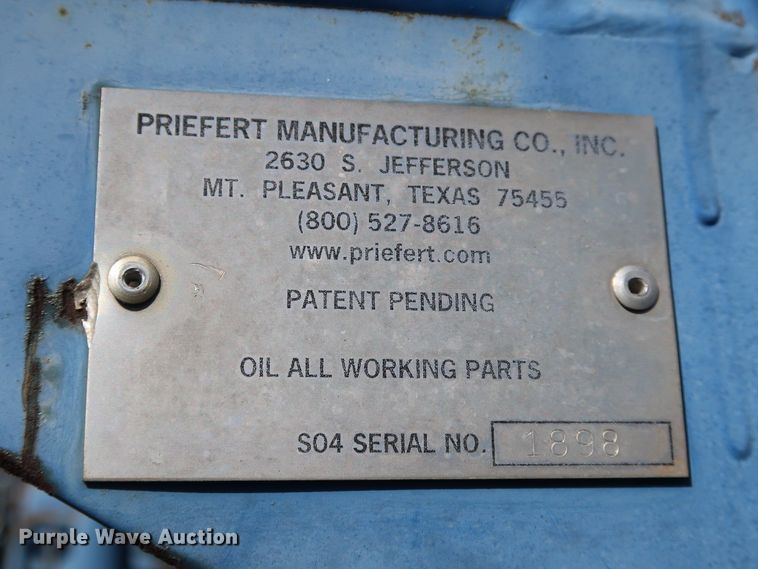 PRIEFERT MANUFACTURING CO., INC.
2630 S. JEFFERSON
MT. PLEASANT, TEXAS 75455
(800) 527-8616
www.priefert.com
PATENT PENDING
OIL ALL WORKING PARTS
S04 SERIAL NO. 1898
Purple Wave Auction